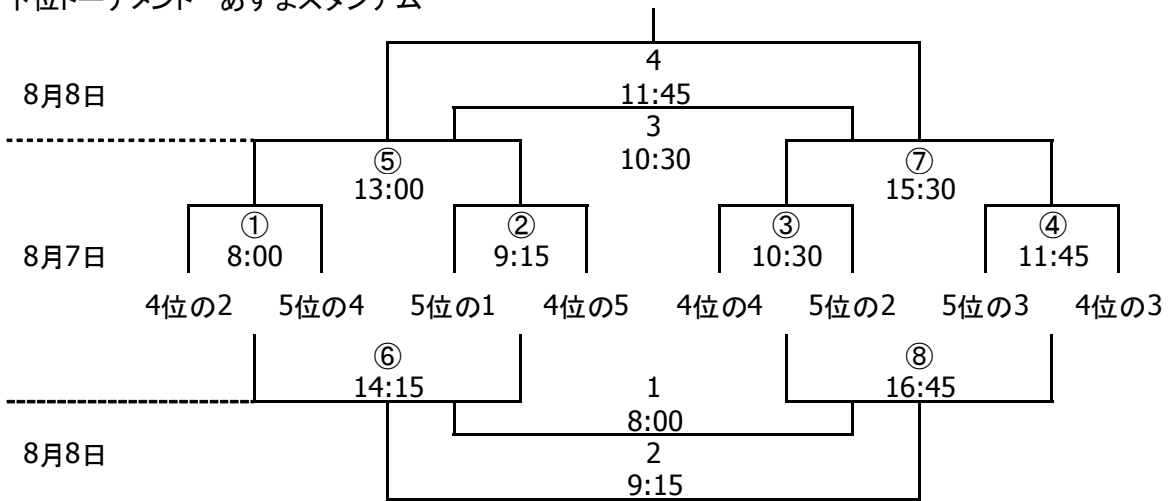 下位トーナメント　あずまスタジアム
4
8月8日
11:45
3
10:30
⑤
⑦
13:00
15:30
①
②
③
④
8月7日
8:00
9:15
10:30
11:45
4位の2
5位の4
5位の1
4位の5
4位の4
5位の2
5位の3
4位の3
⑥
⑧
14:15
1
16:45
8:00
8月8日
2
9:15